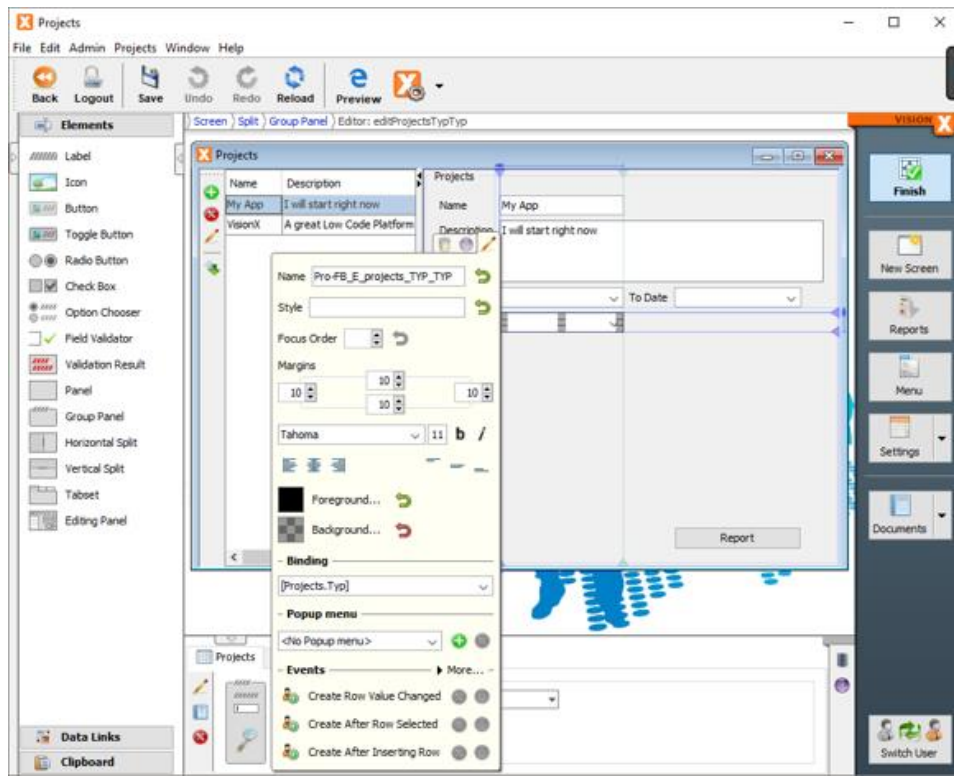 Projects
File Edit Admin Projects Window Help
Back Logout Save Undo Redo Reload Preview
Elements
Label
Icon
Button
Toggle Button
Radio Button
Check Box
Option Chooser
Field Validator
Validation Result
Panel
Group Panel
Horizontal Split
Vertical Split
Tabset
Editing Panel
Data Links
Clipboard
Screen Split Group Panel Editor: editProjectsTypTyp
Projects
Name Description
My App I will start right now
VisionX A great Low Code Platform
Projects
Name My App
Description I will start right now
To Date
Report
Name Pro-FB_E_projects_TYP_TYP
Style
Focus Order
Margins
10 10 10
10
Tahoma 11 b i
Foreground...
Background...
Binding
[Projects.Typ]
Popup menu
<No Popup menu>
Events More...
Create Row Value Changed
Create After Row Selected
Create After Inserting Row
Projects
VISION X
Finish
New Screen
Reports
Menu
Settings
Documents
Switch User